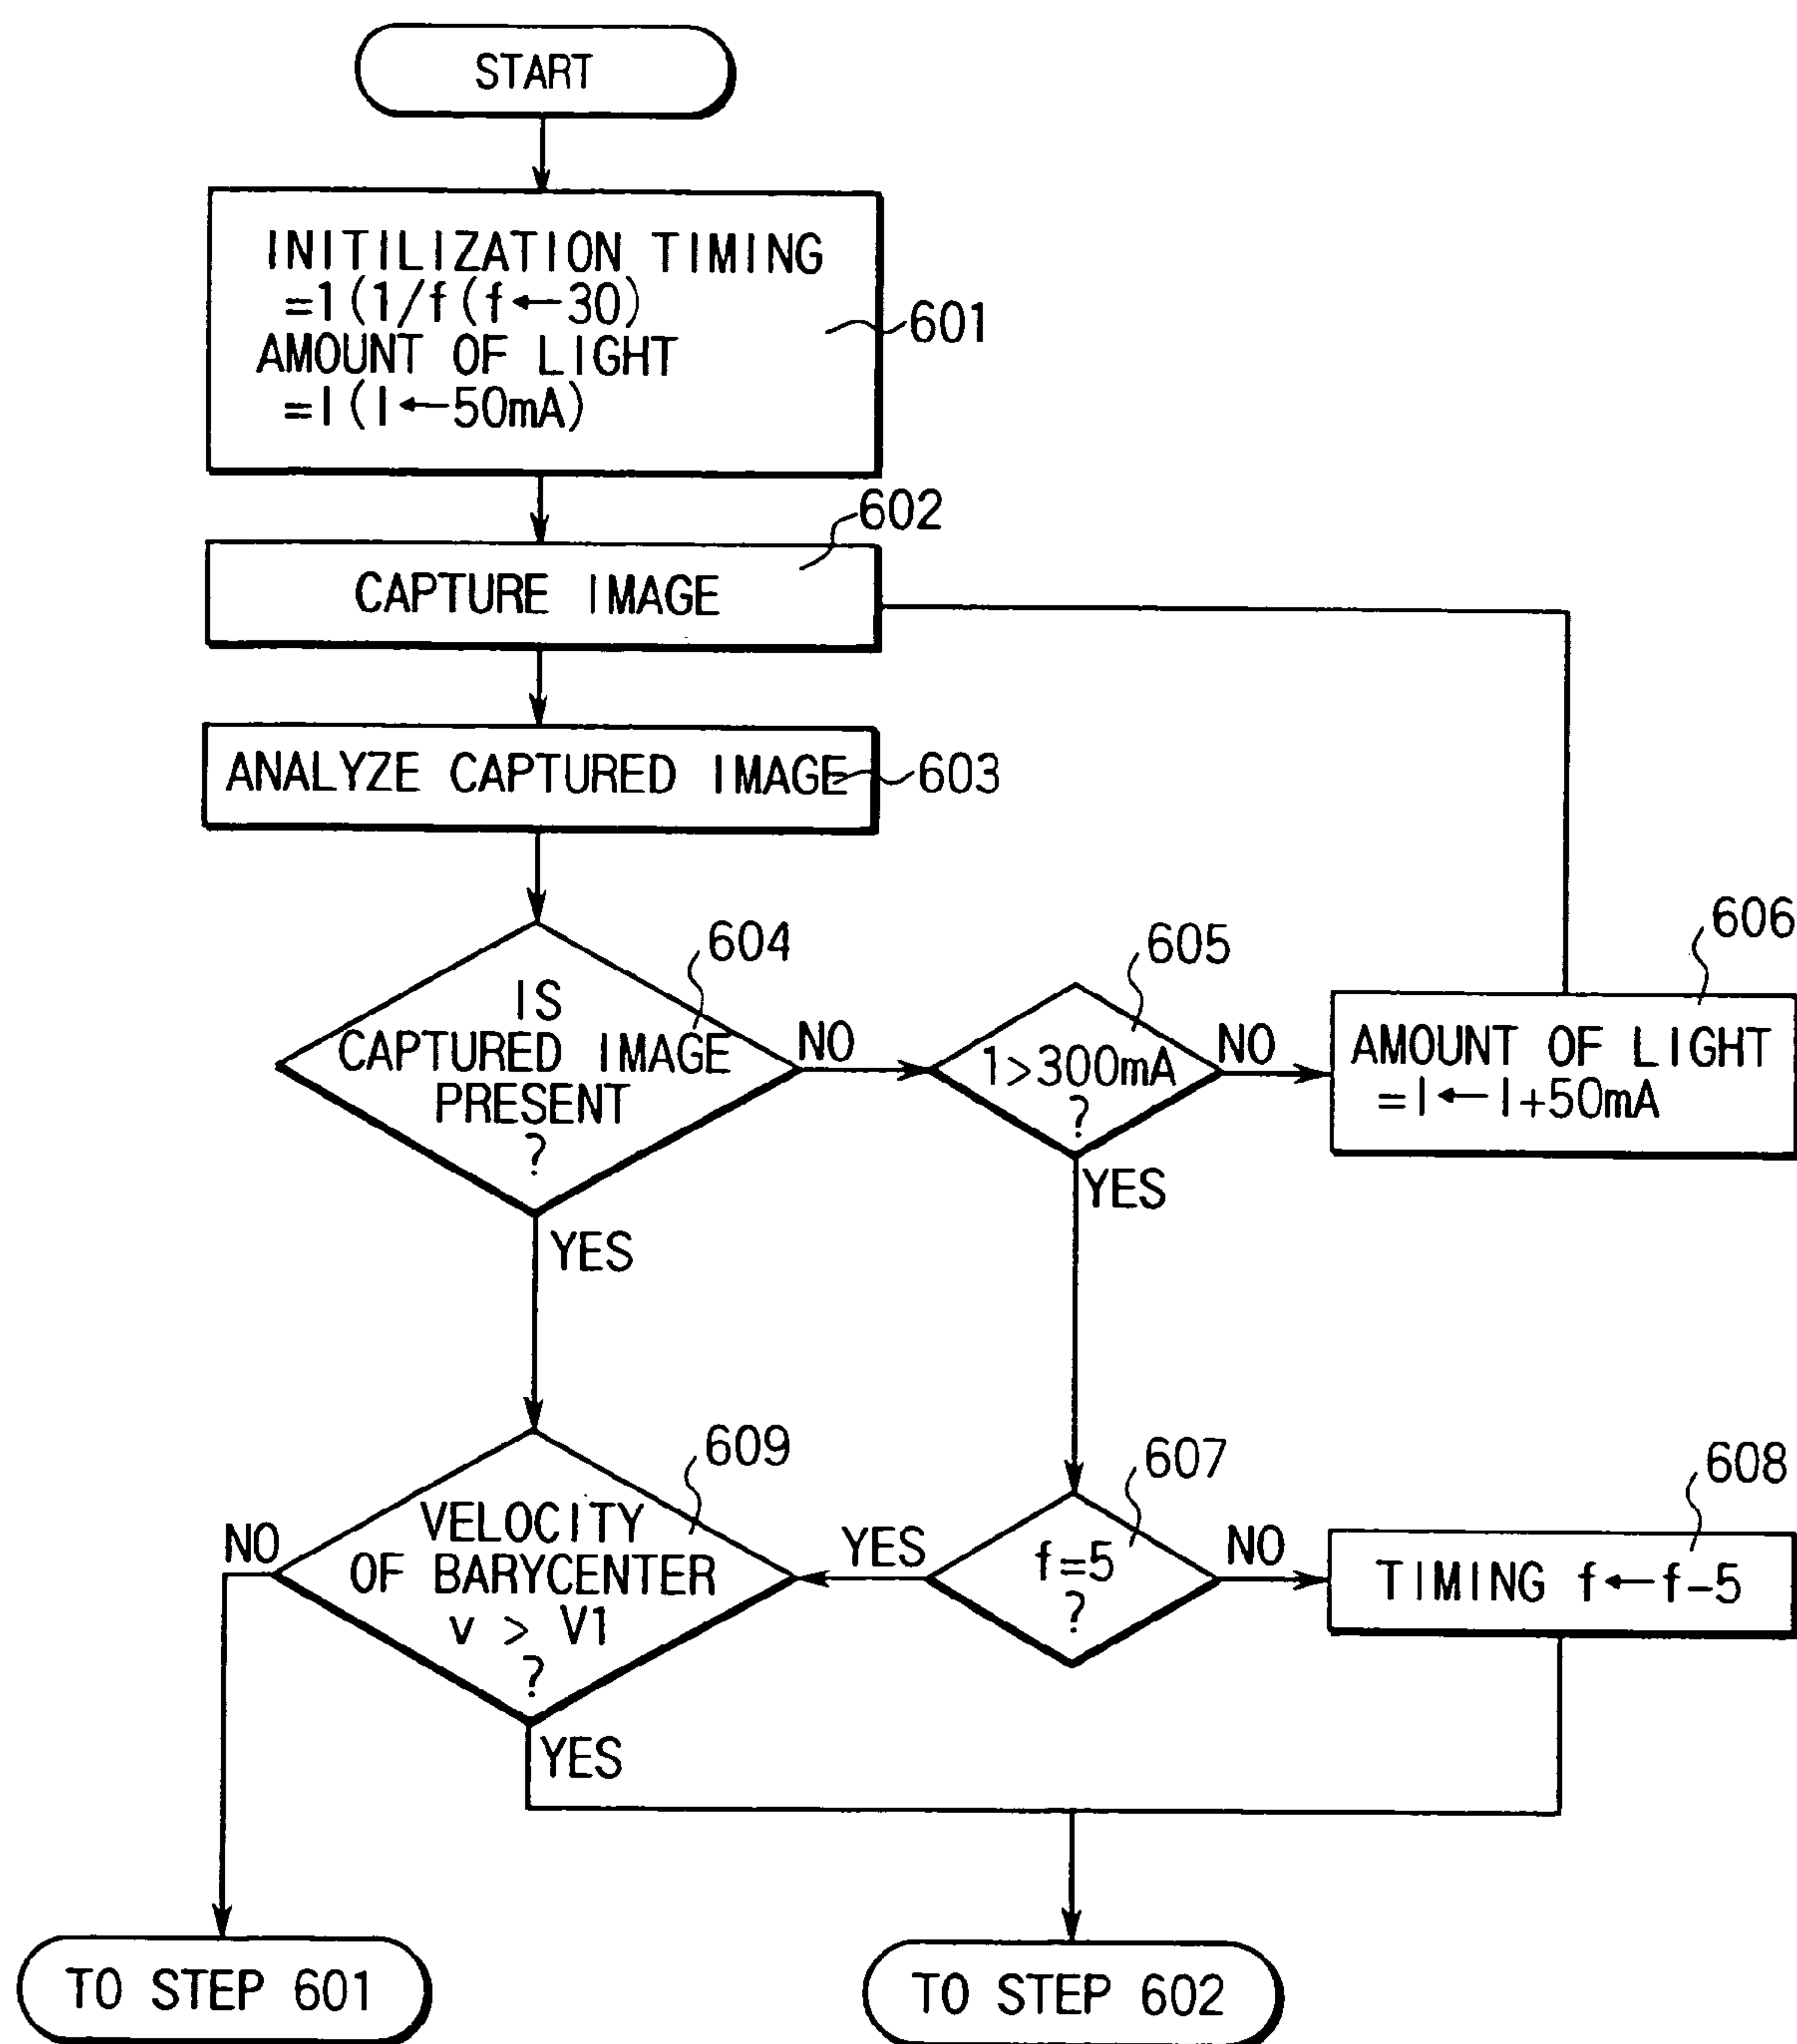 START
INITILIZATION TIMING
=1(1/f(f←30)
AMOUNT OF LIGHT
=I(I←50mA)
601
602
CAPTURE IMAGE
ANALYZE CAPTURED IMAGE
603
604
IS
CAPTURED IMAGE
PRESENT
?
NO
YES
605
1>300mA
?
NO
YES
606
AMOUNT OF LIGHT
=I←I+50mA
609
VELOCITY
OF BARYCENTER
v > V1
?
NO
YES
607
f=5
?
YES
NO
608
TIMING f←f-5
TO STEP 601
TO STEP 602